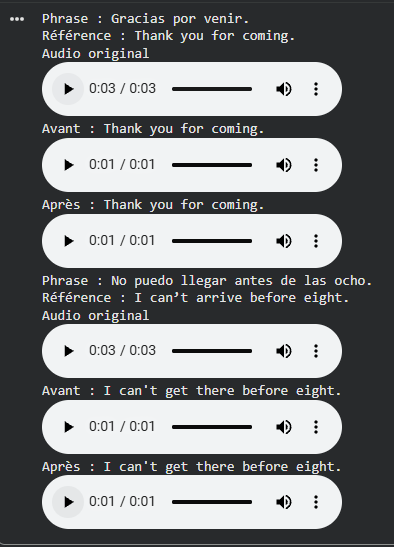 Phrase : Gracias por venir.
Référence : Thank you for coming.
Audio original
0:03 / 0:03
Avant : Thank you for coming.
0:01 / 0:01
Après : Thank you for coming.
0:01 / 0:01
Phrase : No puedo llegar antes de las ocho.
Référence : I can’t arrive before eight.
Audio original
0:03 / 0:03
Avant : I can't get there before eight.
0:01 / 0:01
Après : I can't get there before eight.
0:01 / 0:01